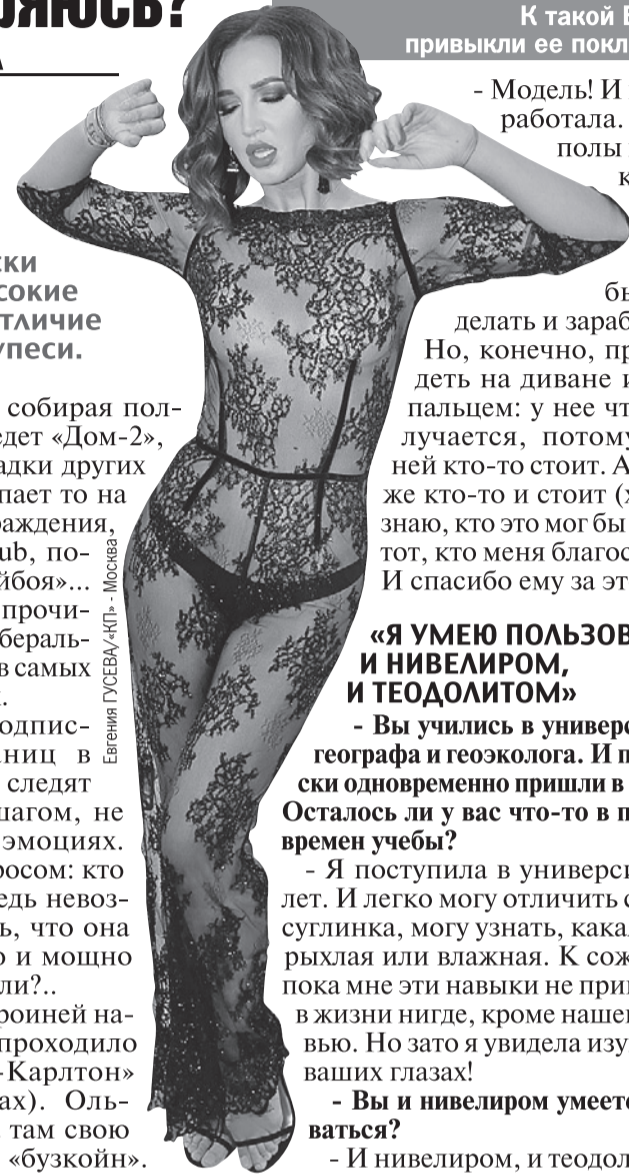 ЛЯЮСЬ?
К такой
привыкли ее покл
ски
сокие
тличие
упеси.
собирая пол-
едет «Дом-2»,
адки других
пает то на
раждения,
ub, по-
йбоя»...
прочи-
берaль-
в самых
.
одпис-
аниц в
следят
шагом, не
эмоциях.
росом: кто
едь невоз-
ь, что она
о и мощно
ли?..
роиней на-
проходило
-Карлтон»
ах). Оль-
там свою
«бузкойн».
Евгения ГУСЕВА/«КП» - Москва
- Модель! И
работала.
полы
к
бы
делать и зараб
Но, конечно, пр
деть на диване и
пальцем: у нее чт
лучается, потому
ней кто-то стоит. А
же кто-то и стоит (х
знаю, кто это мог бы
тот, кто меня благос
И спасибо ему за эт
«Я УМЕЮ ПОЛЬЗОВ
И НИВЕЛИРОМ,
И ТЕОДОЛИТОМ»
- Вы учились в универс
географа и геоэколога. И п
ски одновременно пришли в
Осталось ли у вас что-то в п
времен учебы?
- Я поступила в универси
лет. И легко могу отличить с
суглинка, могу узнать, кака
рыхлая или влажная. К сож
пока мне эти навыки не при
в жизни нигде, кроме наше
вью. Но зато я увидела изу
ваших глазах!
- Вы и нивелиром умеете
ваться?
- И нивелиром, и теодол